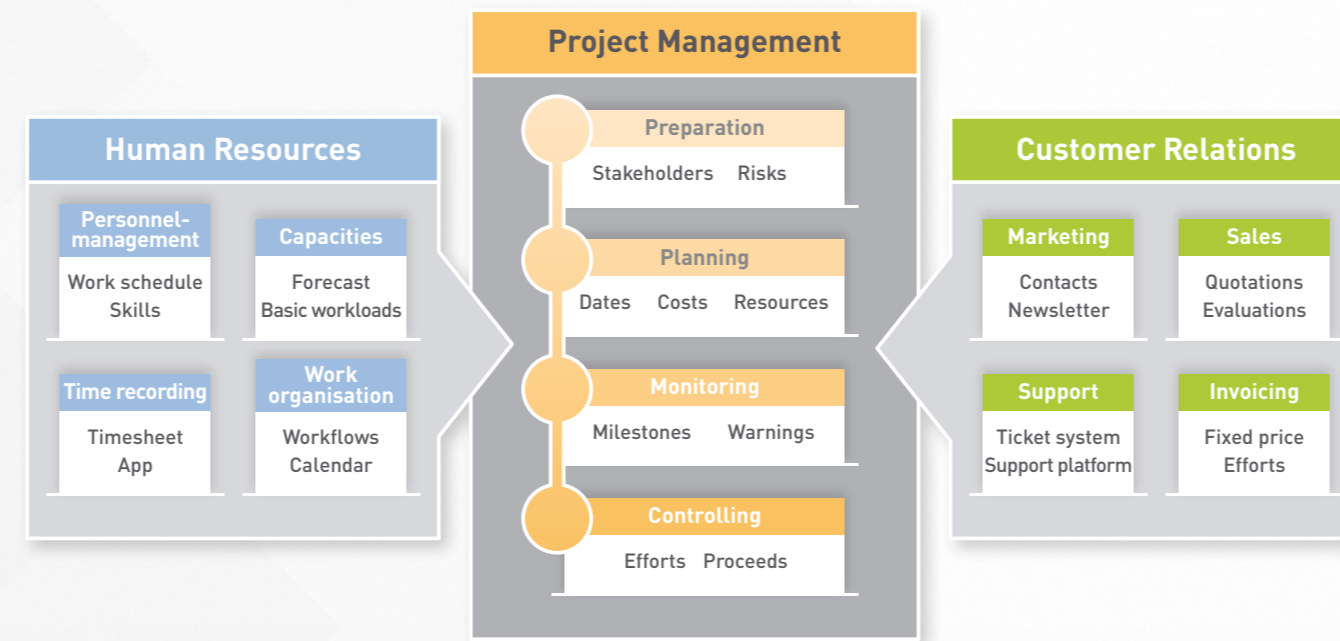 Project Management
Preparation
Stakeholders Risks
Planning
Dates Costs Resources
Monitoring
Milestones Warnings
Controlling
Efforts Proceeds
Human Resources
Personnel-
management
Work schedule
Skills
Capacities
Forecast
Basic workloads
Time recording
Timesheet
App
Work
organisation
Workflows
Calendar
Customer Relations
Marketing
Contacts
Newsletter
Sales
Quotations
Evaluations
Support
Ticket system
Support platform
Invoicing
Fixed price
Efforts